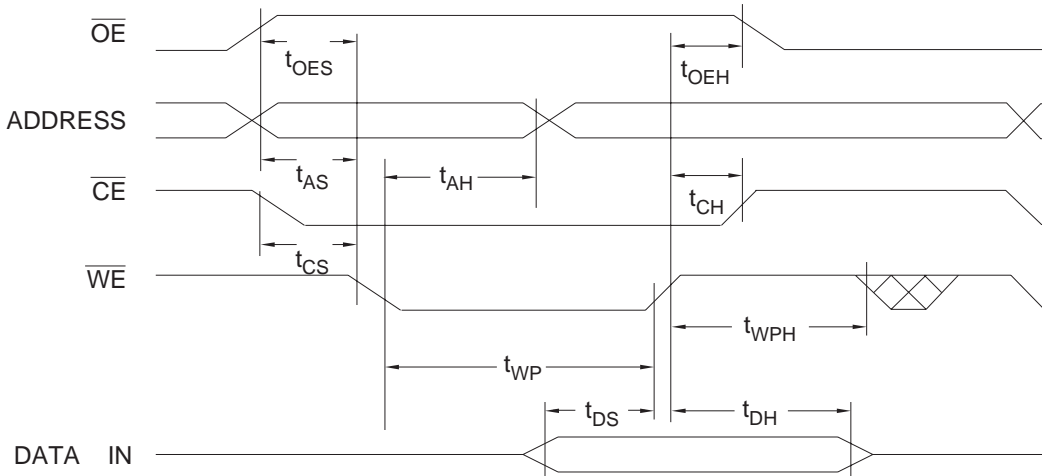 OE
tOES
tOEH
ADDRESS
tAS
tAH
CE
tCH
tCS
WE
tWPH
tWP
tDS
tDH
DATA IN